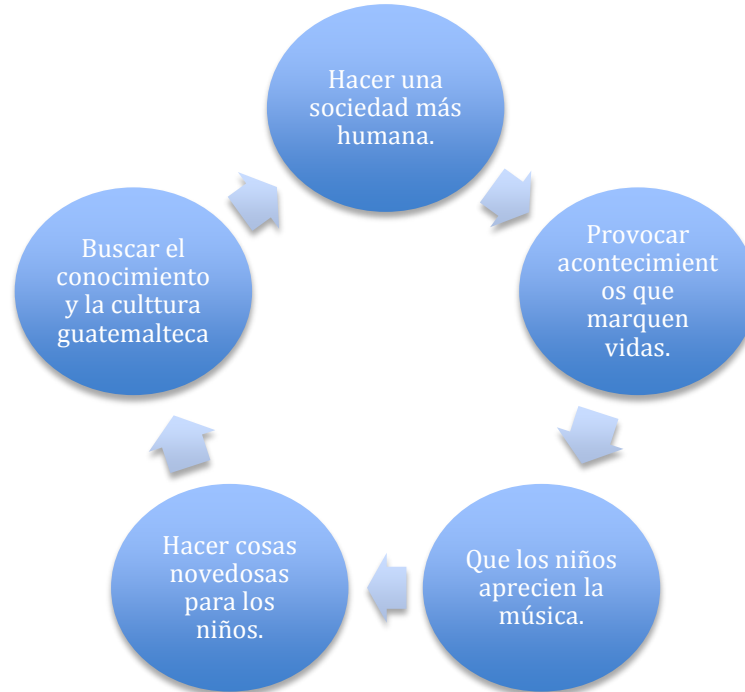 Hacer una
sociedad más
humana.
Provocar
acontecimient
os que
marquen
vidas.
Que los niños
aprecien la
música.
Hacer cosas
novedosas
para los
niños.
Buscar el
conocimiento
y la culttura
guatemalteca